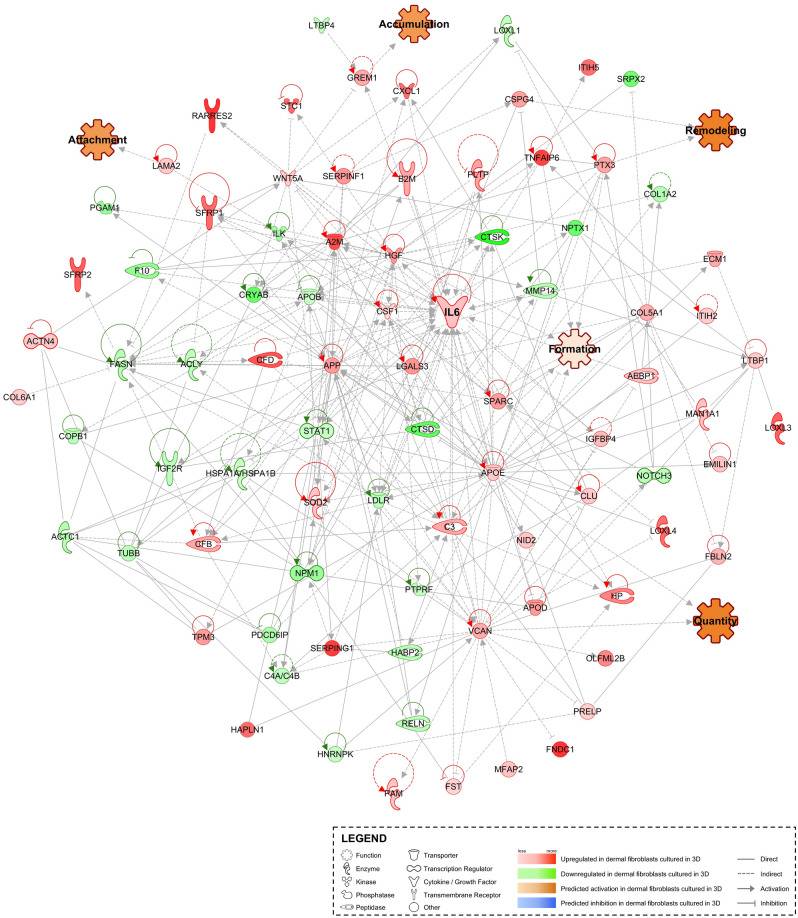 Accumulation
LTBP4
LOXL1
GREM1
ITIH5
SRPX2
CXCL1
STC1
CSPG4
RARRES2
Remodeling
Attachment
LAMA2
TNFAIP6
PTX3
WNT5A
SERPINF1
B2M
PLTP
COL1A2
PGAM1
SFRP1
ILK
NPTX1
A2M
CTSK
HGF
ECM1
SFRP2
F10
CRYAB
APOB
MMP14
CSF1
IL6
COL5A1
ITIH2
ACTN4
Formation
FASN
ACLY
CFD
APP
LGALS3
AEBP1
LTBP1
COL6A1
SPARC
MAN1A1
LOXL3
COPB1
STAT1
CTSD
IGFBP4
IGF2R
HSPA1A/HSPA1B
APOE
EMILIN1
NOTCH3
SOD2
LDLR
CLU
ACTC1
C3
LOXL4
TUBB
CFB
NID2
FBLN2
NPM1
PTPRF
APOD
HP
TPM3
PDCD6IP
VCAN
Quantity
SERPING1
HABP2
OLFML2B
C4A/C4B
PRELP
HAPLN1
RELN
HNRNPK
FNDC1
MFAP2
PAM
FST
LEGEND
less more
Function Transporter Upregulated in dermal fibroblasts cultured in 3D Direct
Enzyme Transcription Regulator Downregulated in dermal fibroblasts cultured in 3D Indirect
Kinase Cytokine / Growth Factor Predicted activation in dermal fibroblasts cultured in 3D Activation
Phosphatase Transmembrane Receptor Predicted inhibition in dermal fibroblasts cultured in 3D Inhibition
Peptidase Other